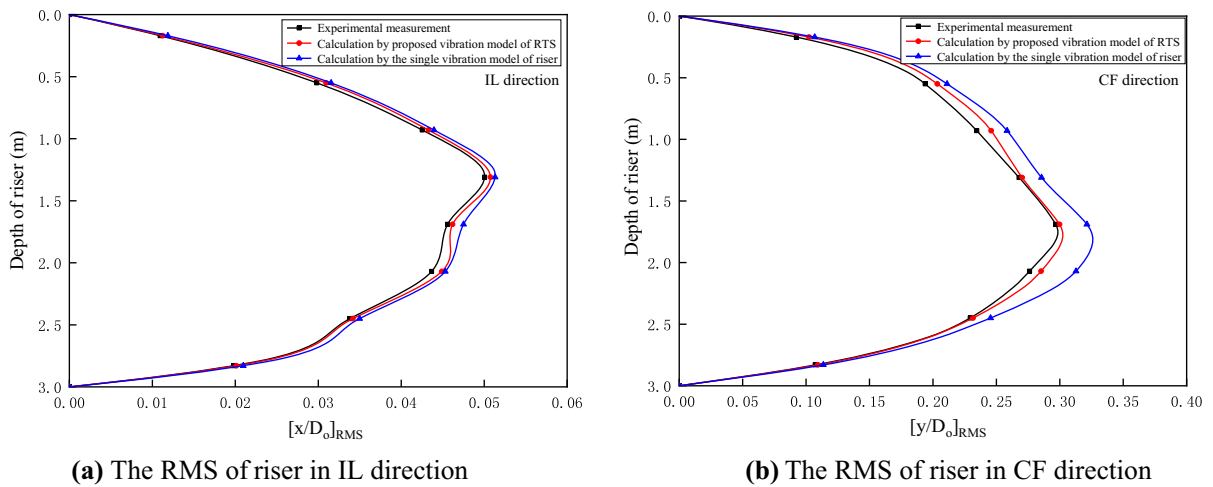 Experimental measurement
Calculation by proposed vibration model of RTS
Calculation by the single vibration model of riser
IL direction
0.0
0.5
1.0
1.5
2.0
2.5
3.0
Depth of riser (m)
0.00 0.01 0.02 0.03 0.04 0.05 0.06
[x/Do]RMS
(a) The RMS of riser in IL direction
Experimental measurement
Calculation by proposed vibration model of RTS
Calculation by the single vibration model of riser
CF direction
0.0
0.5
1.0
1.5
2.0
2.5
3.0
Depth of riser (m)
0.00 0.05 0.10 0.15 0.20 0.25 0.30 0.35 0.40
[y/Do]RMS
(b) The RMS of riser in CF direction